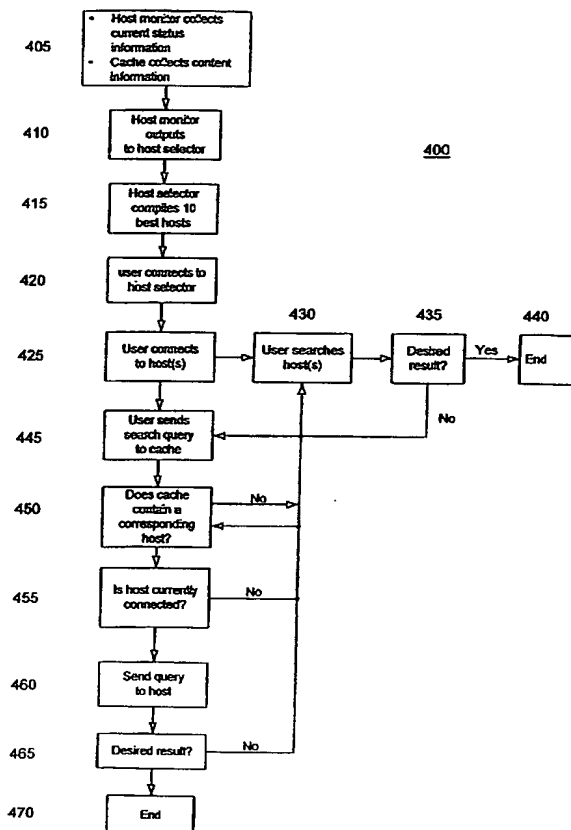 405
• Host monitor collects
current status
information
• Cache collects content
information
410
Host monitor
outputs
to host selector
400
415
Host selector
compiles 10
best hosts
420
user connects to
host selector
430
435
440
425
User connects
to host(s)
User searches
host(s)
Desired
result?
Yes
End
No
445
User sends
search query
to cache
450
Does cache
contain a
corresponding
host?
No
455
Is host currently
connected?
No
460
Send query
to host
465
Desired result?
No
470
End